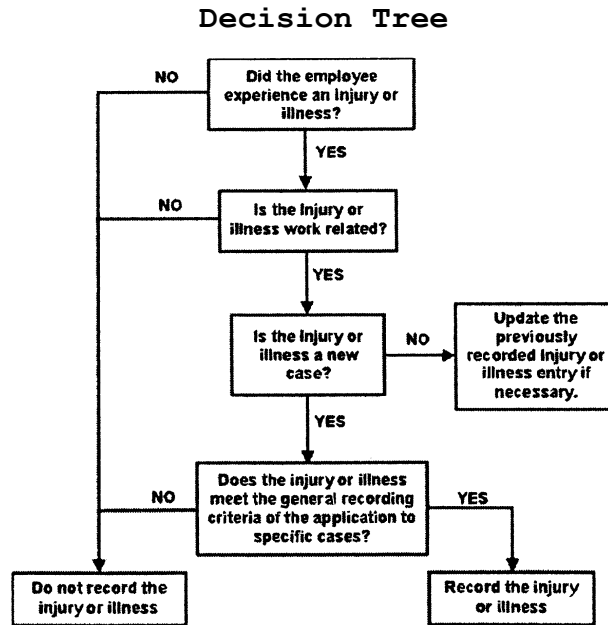 Decision Tree
NO
Did the employee
experience an injury or
illness?
YES
NO
Is the injury or
illness work related?
YES
Is the injury or
illness a new
case?
NO
Update the
previously
recorded injury or
illness entry if
necessary.
YES
NO
Does the injury or illness
meet the general recording
criteria of the application to
specific cases?
YES
Do not record the
injury or illness
Record the injury
or illness